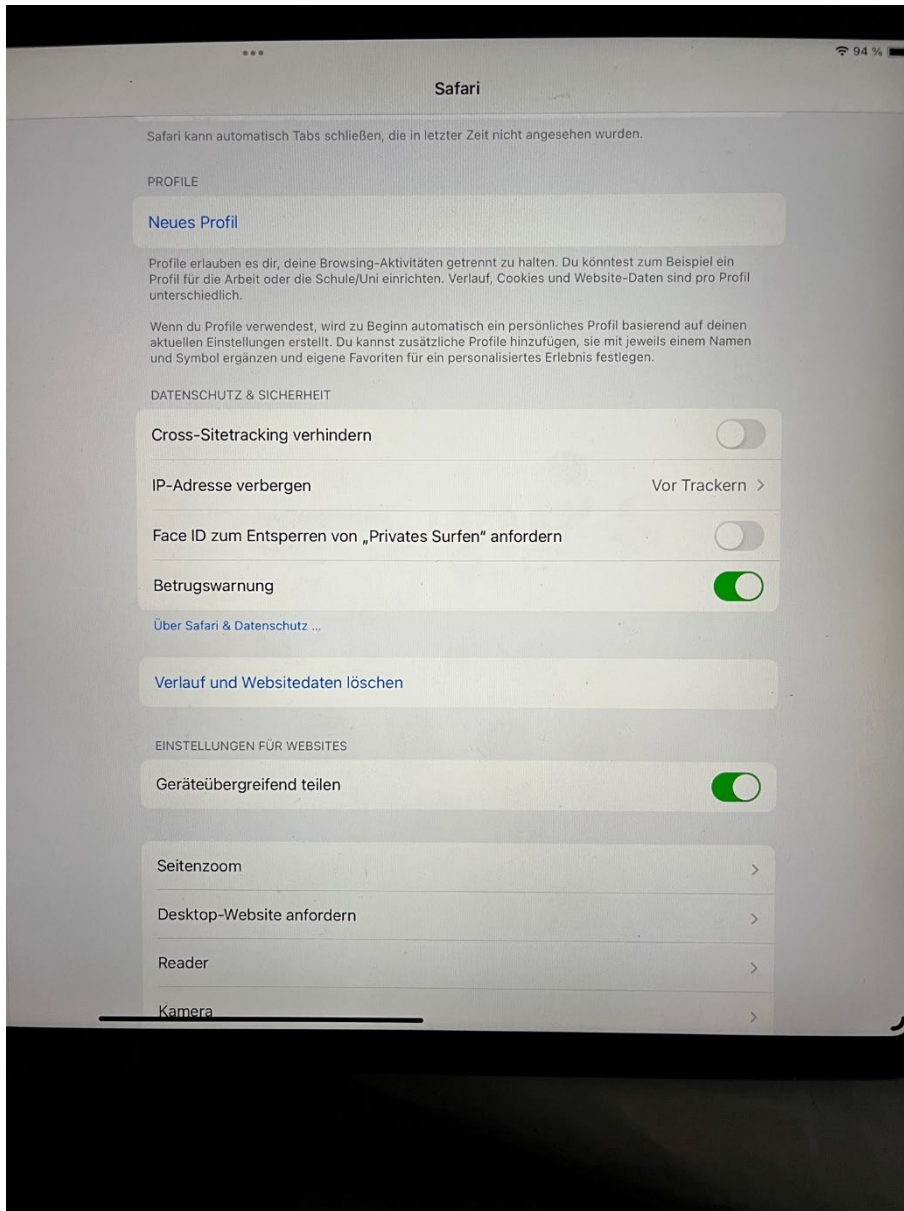 94 %
Safari
Safari kann automatisch Tabs schließen, die in letzter Zeit nicht angesehen wurden.
PROFILE
Neues Profil
Profile erlauben es dir, deine Browsing-Aktivitäten getrennt zu halten. Du könntest zum Beispiel ein
Profil für die Arbeit oder die Schule/Uni einrichten. Verlauf, Cookies und Website-Daten sind pro Profil
unterschiedlich.
Wenn du Profile verwendest, wird zu Beginn automatisch ein persönliches Profil basierend auf deinen
aktuellen Einstellungen erstellt. Du kannst zusätzliche Profile hinzufügen, sie mit jeweils einem Namen
und Symbol ergänzen und eigene Favoriten für ein personalisiertes Erlebnis festlegen.
DATENSCHUTZ & SICHERHEIT
Cross-Sitetracking verhindern
IP-Adresse verbergen Vor Trackern >
Face ID zum Entsperren von „Privates Surfen“ anfordern
Betrugswarnung
Über Safari & Datenschutz ...
Verlauf und Websitedaten löschen
EINSTELLUNGEN FÜR WEBSITES
Geräteübergreifend teilen
Seitenzoom >
Desktop-Website anfordern >
Reader >
Kamera >